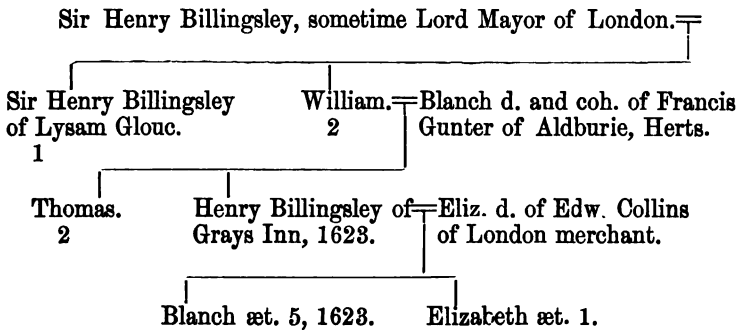 Sir Henry Billingsley, sometime Lord Mayor of London.
Sir Henry Billingsley
of Lysam Glouc.
1
William.
2
Blanch d. and coh. of Francis
Gunter of Aldburie, Herts.
Thomas.
2
Henry Billingsley of
Grays Inn, 1623.
Eliz. d. of Edw. Collins
of London merchant.
Blanch æt. 5, 1623.
Elizabeth æt. 1.